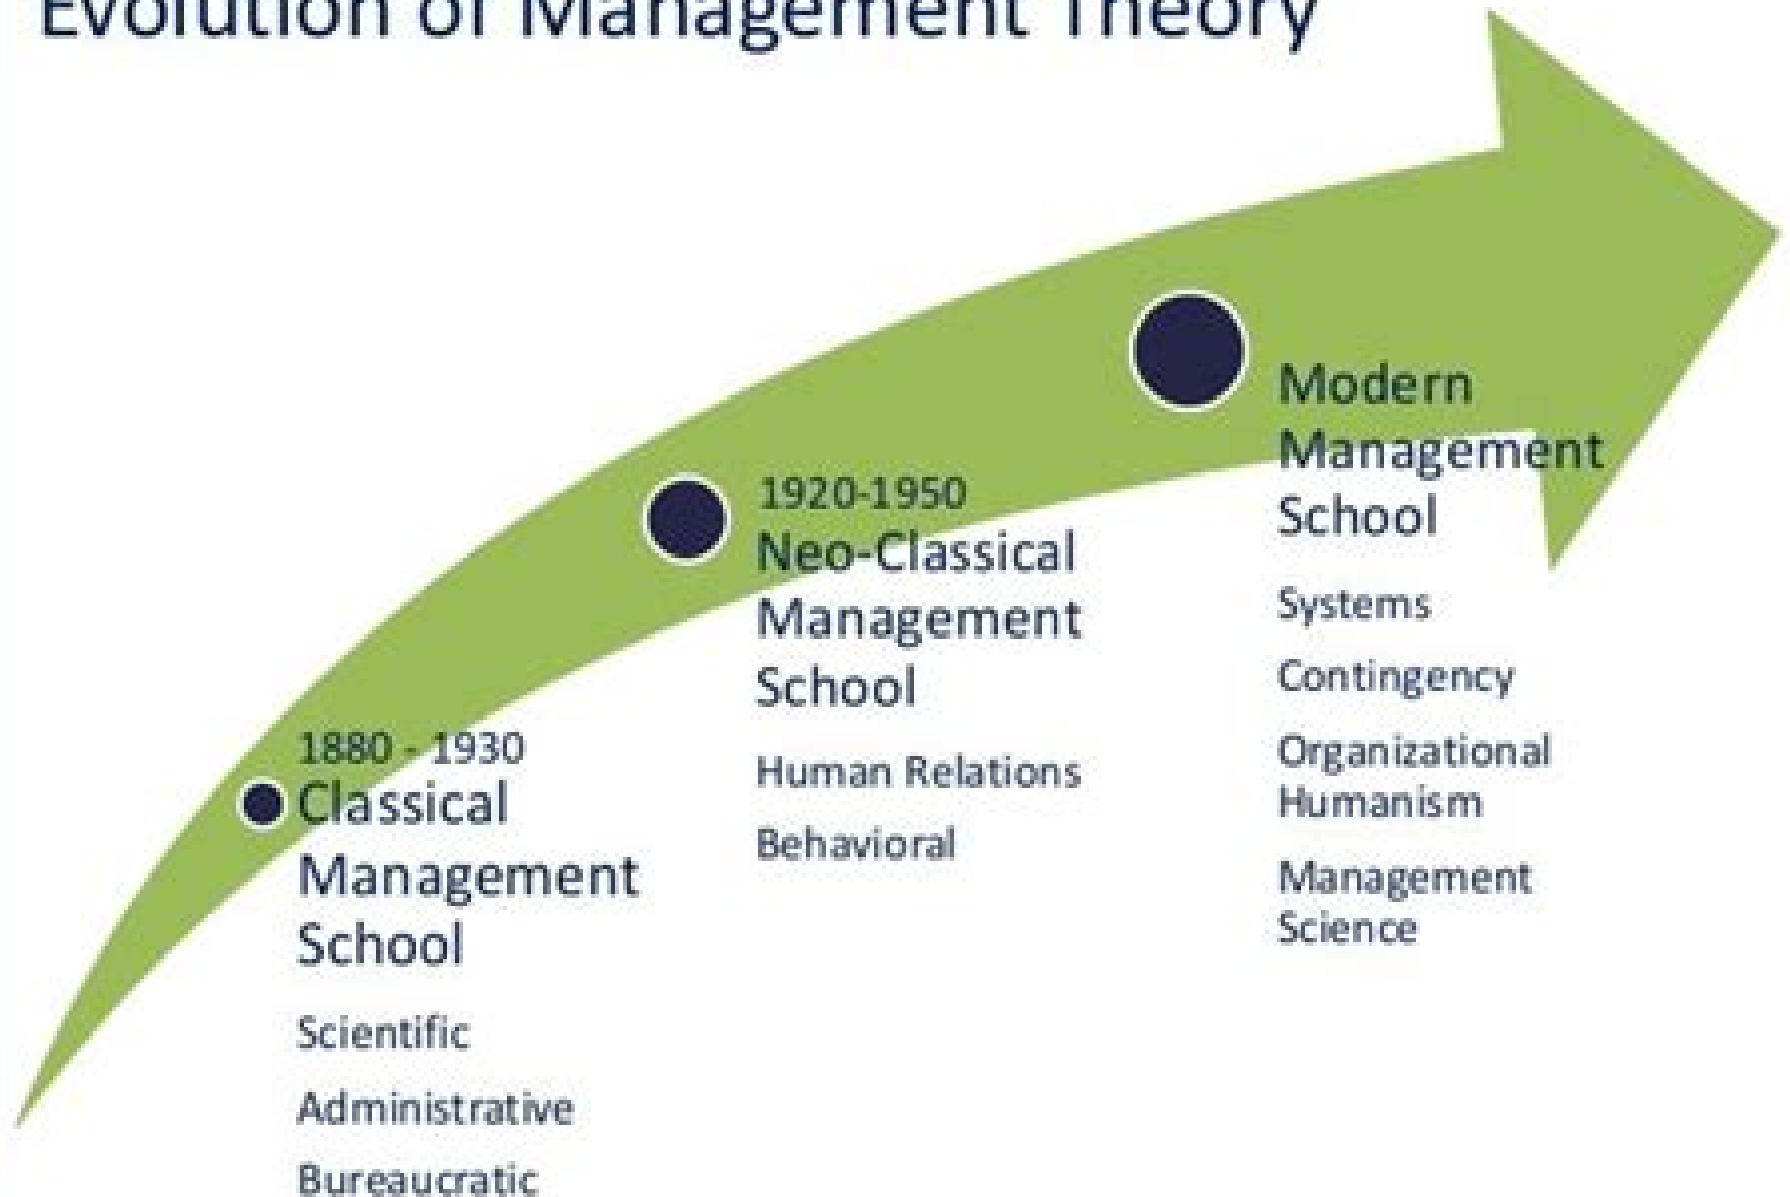 Evolution of Management Theory
1880 - 1930
Classical
Management
School
Scientific
Administrative
Bureaucratic
1920-1950
Neo-Classical
Management
School
Human Relations
Behavioral
Modern
Management
School
Systems
Contingency
Organizational
Humanism
Management
Science